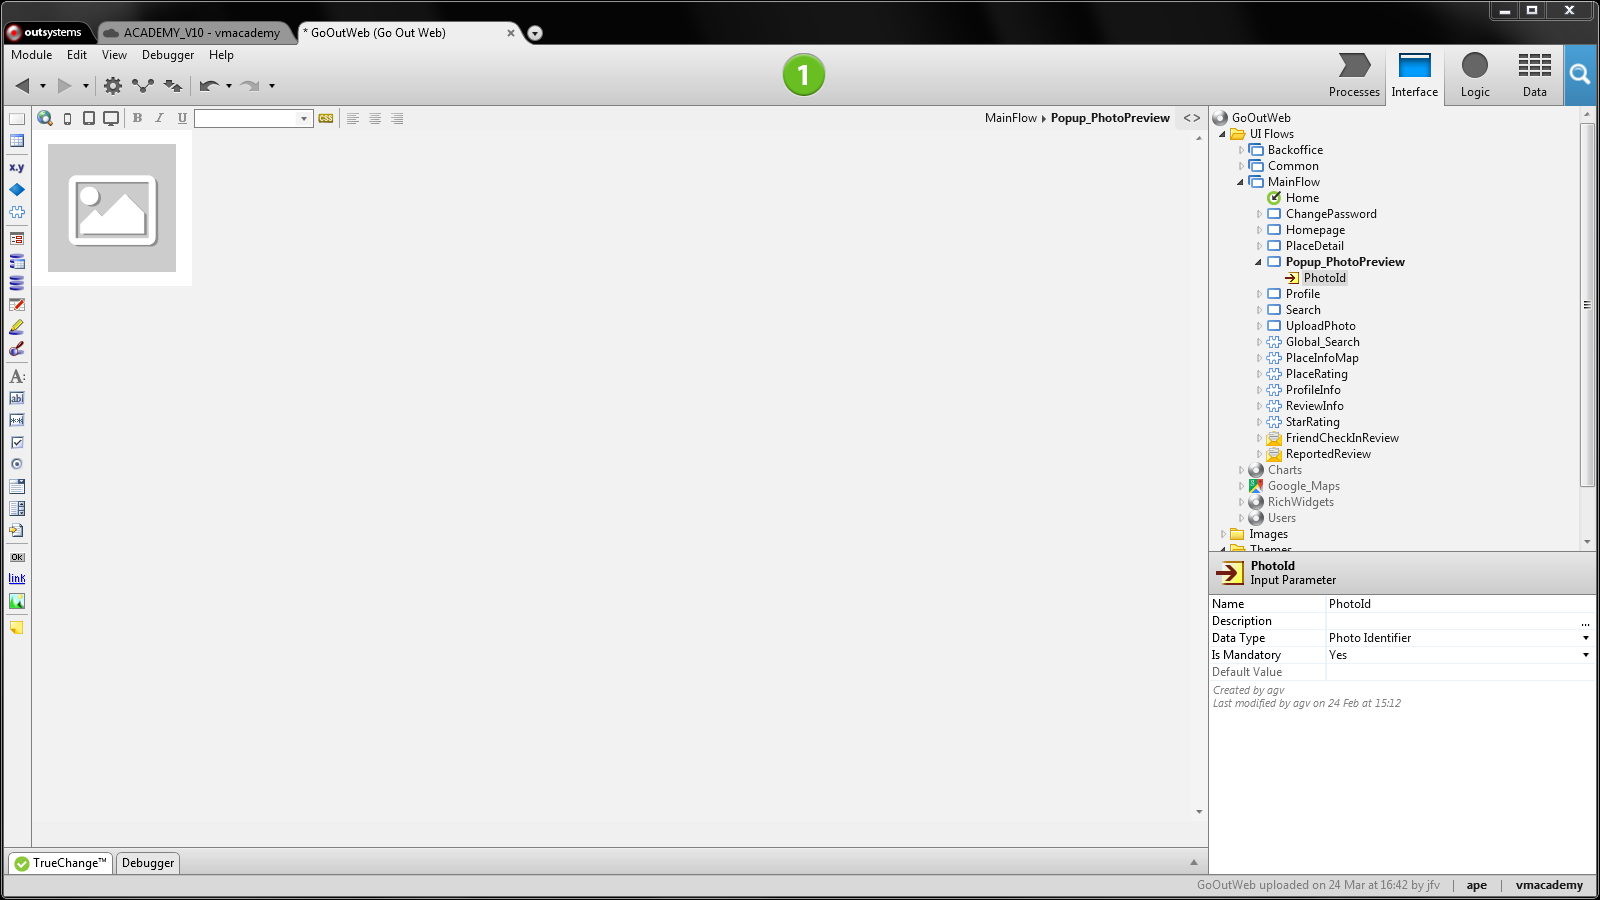 outsystems
ACADEMY_V10 - vmacademy
* GoOutWeb (Go Out Web)
Module Edit View Debugger Help
1
Processes
Interface
Logic
Data
B I U
CSS
MainFlow Popup_PhotoPreview
<>
x.y
A:
ab
OK
link
GoOutWeb
UI Flows
Backoffice
Common
MainFlow
Home
ChangePassword
Homepage
PlaceDetail
Popup_PhotoPreview
PhotoId
Profile
Search
UploadPhoto
Global_Search
PlaceInfoMap
PlaceRating
ProfileInfo
ReviewInfo
StarRating
FriendCheckInReview
ReportedReview
Charts
Google_Maps
RichWidgets
Users
Images
Themes
PhotoId
Input Parameter
Name PhotoId
Description ...
Data Type Photo Identifier
Is Mandatory Yes
Default Value
Created by agv
Last modified by agv on 24 Feb at 15:12
TrueChange™
Debugger
GoOutWeb uploaded on 24 Mar at 16:42 by jfv | ape | vmacademy